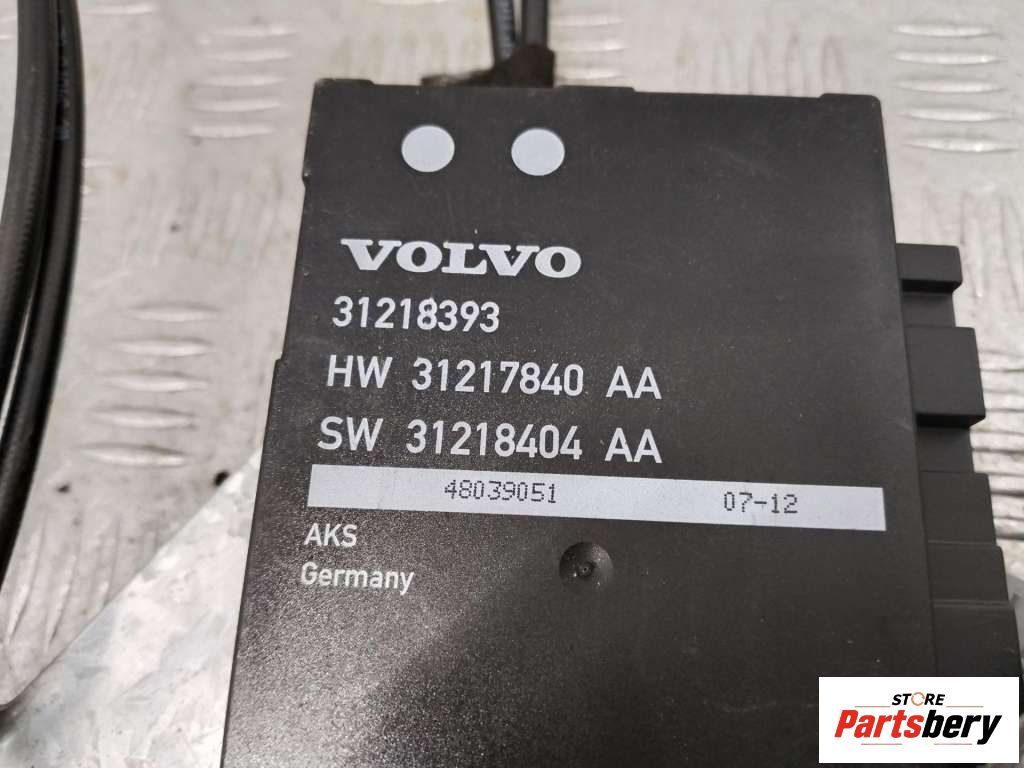 VOLVO
31218393
HW 31217840 AA
SW 31218404 AA
48039051 07-12
AKS
Germany
STORE
Partsbery